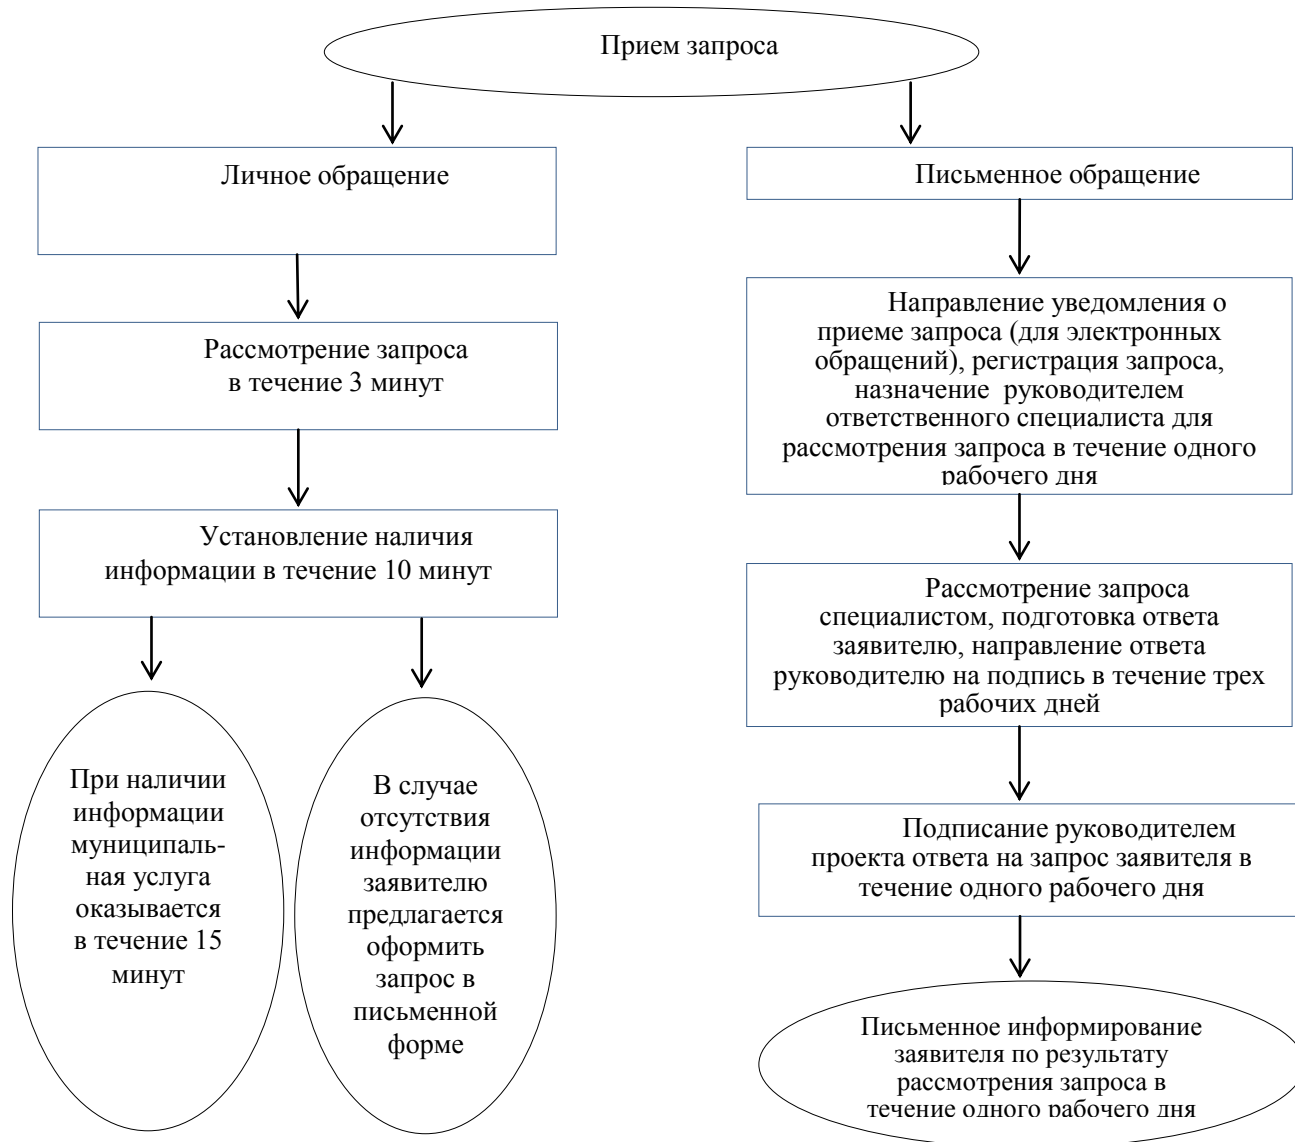 Прием запроса
Личное обращение
Рассмотрение запроса
в течение 3 минут
Установление наличия
информации в течение 10 минут
При наличии
информации
муниципаль-
ная услуга
оказывается
в течение 15
минут
В случае
отсутствия
информации
заявителю
предлагается
оформить
запрос в
письменной
форме
Письменное обращение
Направление уведомления о
приеме запроса (для электронных
обращений), регистрация запроса,
назначение руководителем
ответственного специалиста для
рассмотрения запроса в течение одного
рабочего дня
Рассмотрение запроса
специалистом, подготовка ответа
заявителю, направление ответа
руководителю на подпись в течение трех
рабочих дней
Подписание руководителем
проекта ответа на запрос заявителя в
течение одного рабочего дня
Письменное информирование
заявителя по результату
рассмотрения запроса в
течение одного рабочего дня